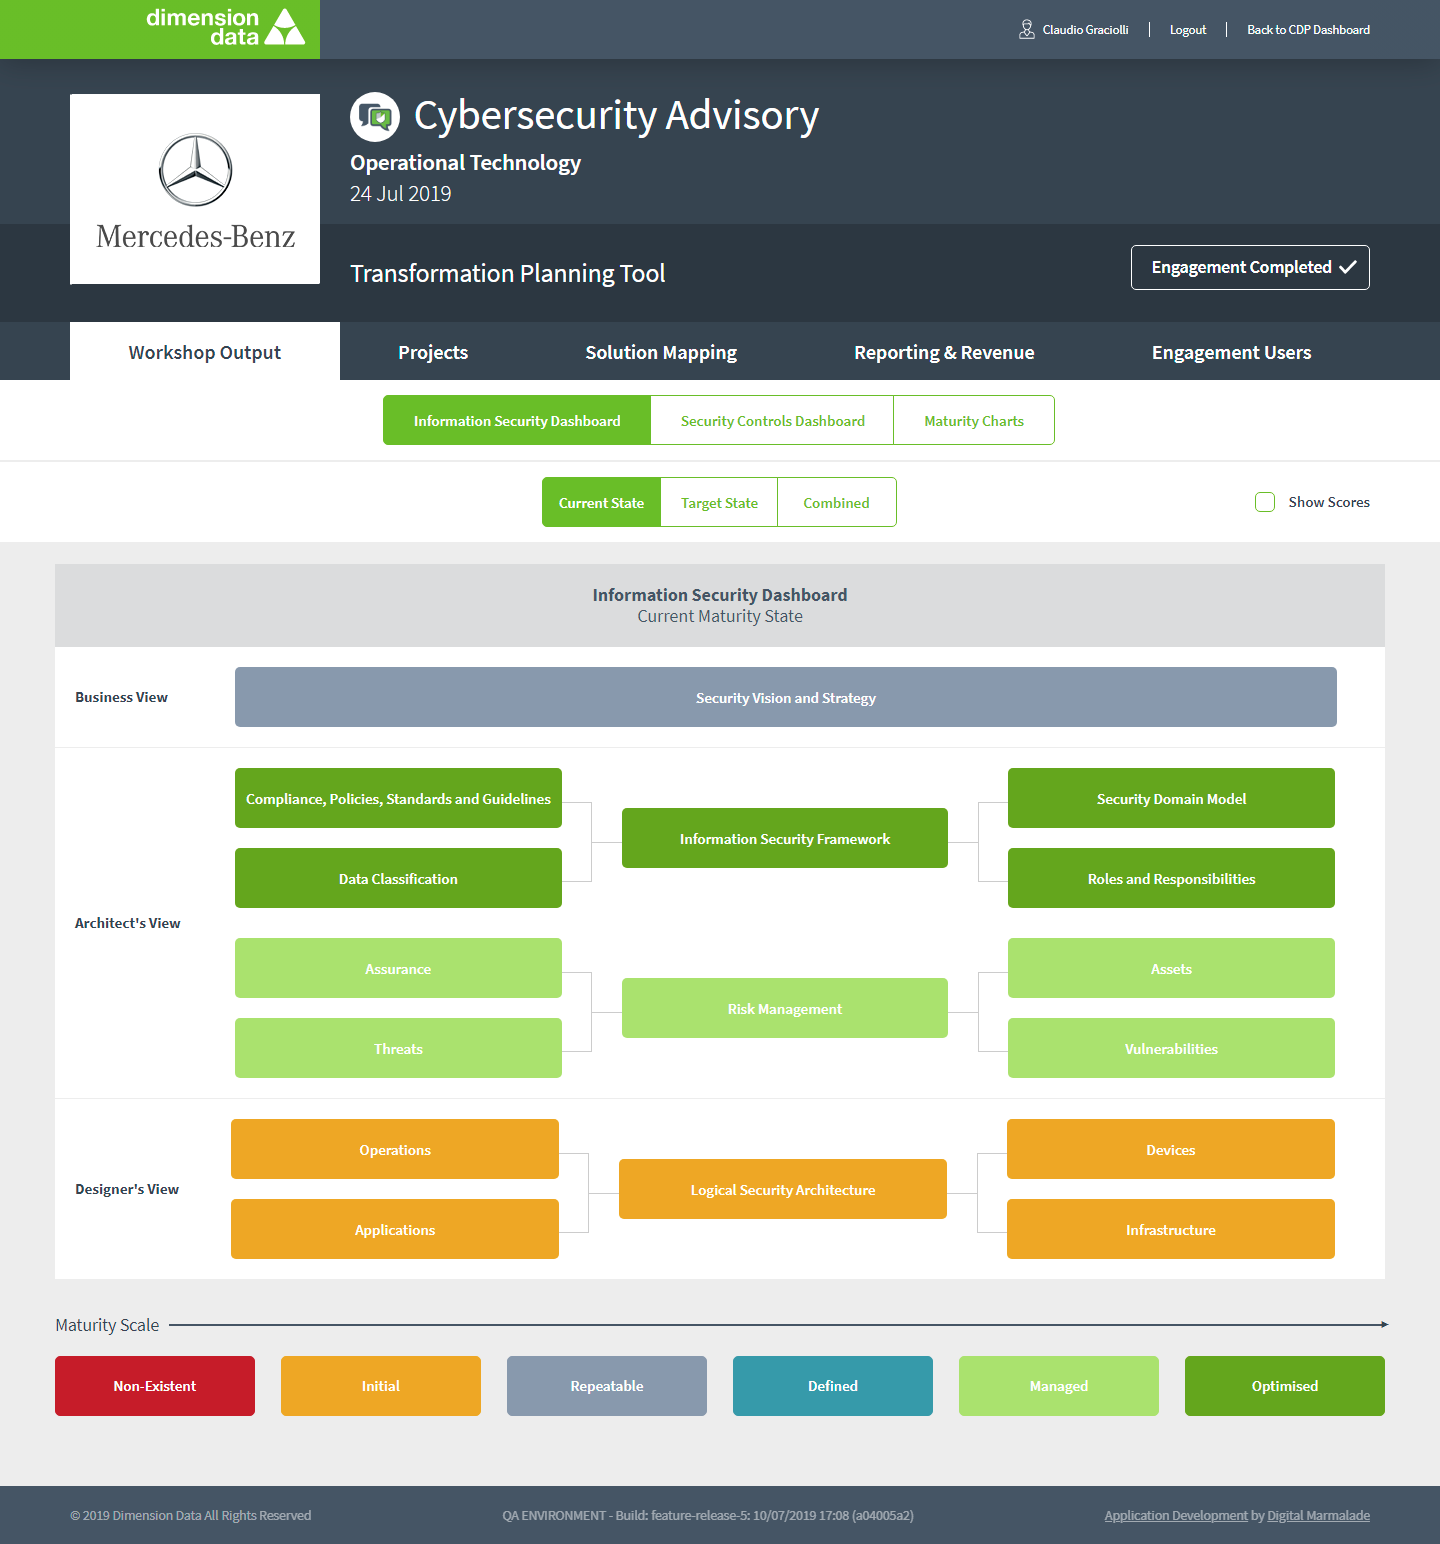 dimension
data
Claudio Graciolli
Logout
Back to CDP Dashboard
Mercedes-Benz
Cybersecurity Advisory
Operational Technology
24 Jul 2019
Transformation Planning Tool
Engagement Completed
Workshop Output
Projects
Solution Mapping
Reporting & Revenue
Engagement Users
Information Security Dashboard
Security Controls Dashboard
Maturity Charts
Current State
Target State
Combined
Show Scores
Information Security Dashboard
Current Maturity State
Business View
Security Vision and Strategy
Architect's View
Compliance, Policies, Standards and Guidelines
Data Classification
Information Security Framework
Security Domain Model
Roles and Responsibilities
Assurance
Threats
Risk Management
Assets
Vulnerabilities
Designer's View
Operations
Applications
Logical Security Architecture
Devices
Infrastructure
Maturity Scale
Non-Existent
Initial
Repeatable
Defined
Managed
Optimised
© 2019 Dimension Data All Rights Reserved
QA ENVIRONMENT - Build: feature-release-5: 10/07/2019 17:08 (a04005a2)
Application Development by Digital Marmalade